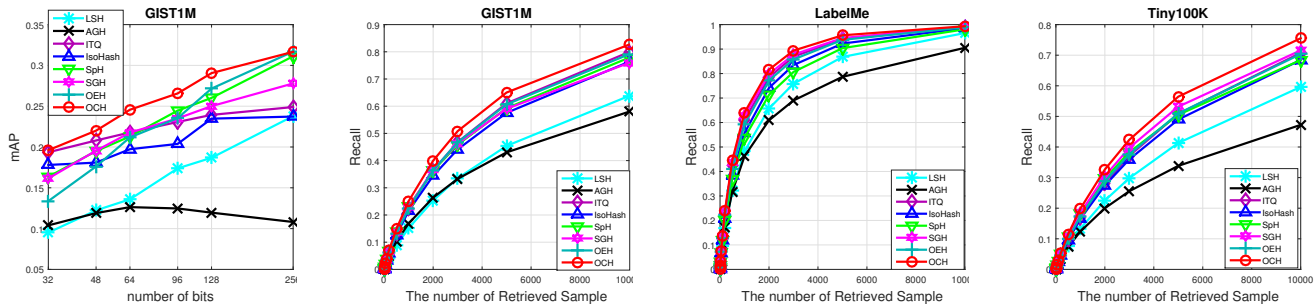 GIST1M
mAP
0.35
0.3
0.25
0.2
0.15
0.1
0.05
32
48
64
96
128
256
number of bits
LSH
AGH
ITQ
IsoHash
SpH
SGH
OEH
OCH
GIST1M
Recall
0.9
0.8
0.7
0.6
0.5
0.4
0.3
0.2
0.1
0
0
2000
4000
6000
8000
10000
The number of Retrieved Sample
LSH
AGH
ITQ
IsoHash
SpH
SGH
OEH
OCH
LabelMe
Recall
1
0.9
0.8
0.7
0.6
0.5
0.4
0.3
0.2
0.1
0
0
2000
4000
6000
8000
10000
The number of Retrieved Sample
LSH
AGH
ITQ
IsoHash
SpH
SGH
OEH
OCH
Tiny100K
Recall
0.8
0.7
0.6
0.5
0.4
0.3
0.2
0.1
0
0
2000
4000
6000
8000
10000
The number of Retrieved Sample
LSH
AGH
ITQ
IsoHash
SpH
SGH
OEH
OCH